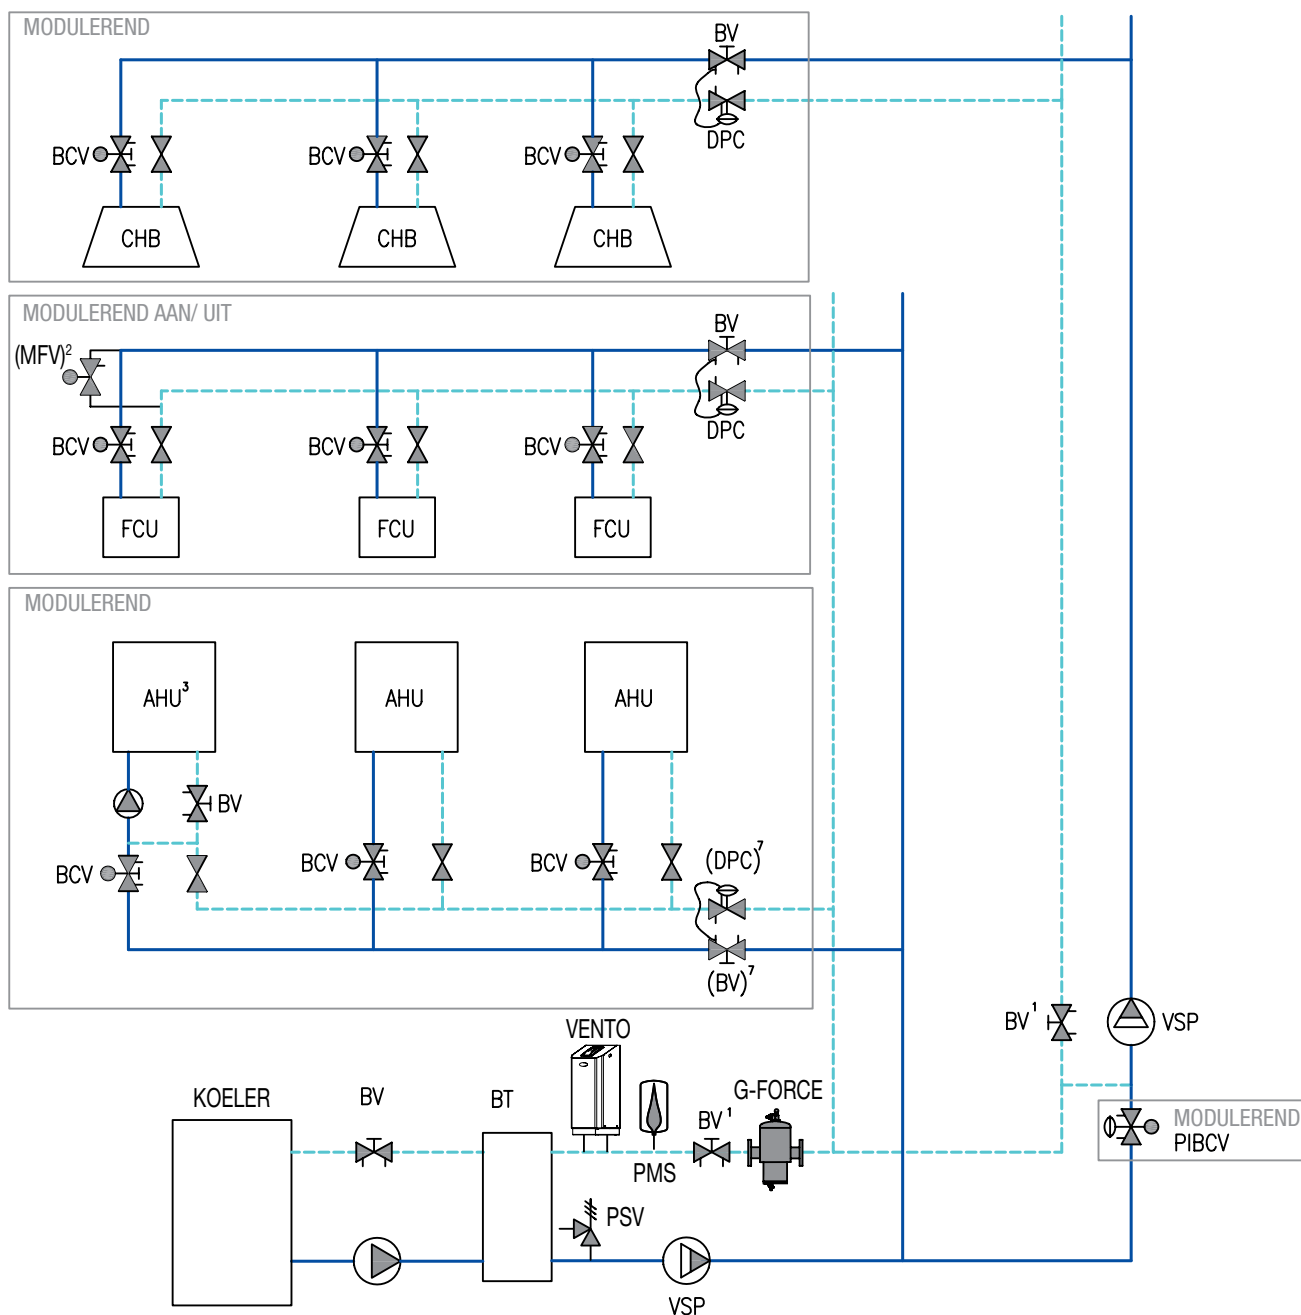 MODULEREND
BV
DPC
BCV
BCV
BCV
CHB
CHB
CHB
MODULEREND AAN/ UIT
BV
(MFV)²
DPC
BCV
BCV
BCV
FCU
FCU
FCU
MODULEREND
AHU³
AHU
AHU
BV
BCV
BCV
BCV
(DPC)⁷
(BV)⁷
BV¹
VSP
VENTO
KOELER
BV
BT
G-FORCE
BV¹
PMS
MODULEREND
PIBCV
PSV
VSP